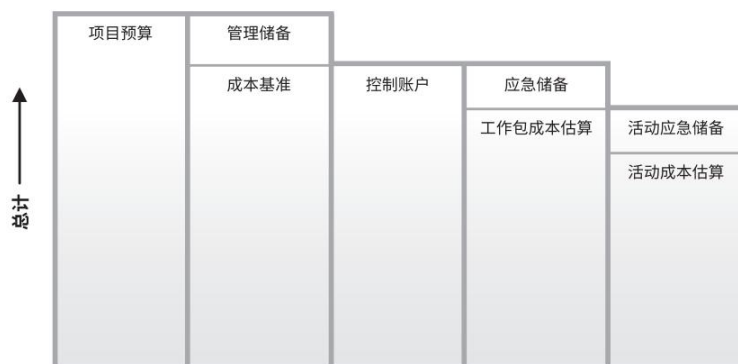 项目预算
管理储备
成本基准
控制账户
应急储备
工作包成本估算
活动应急储备
活动成本估算
总计